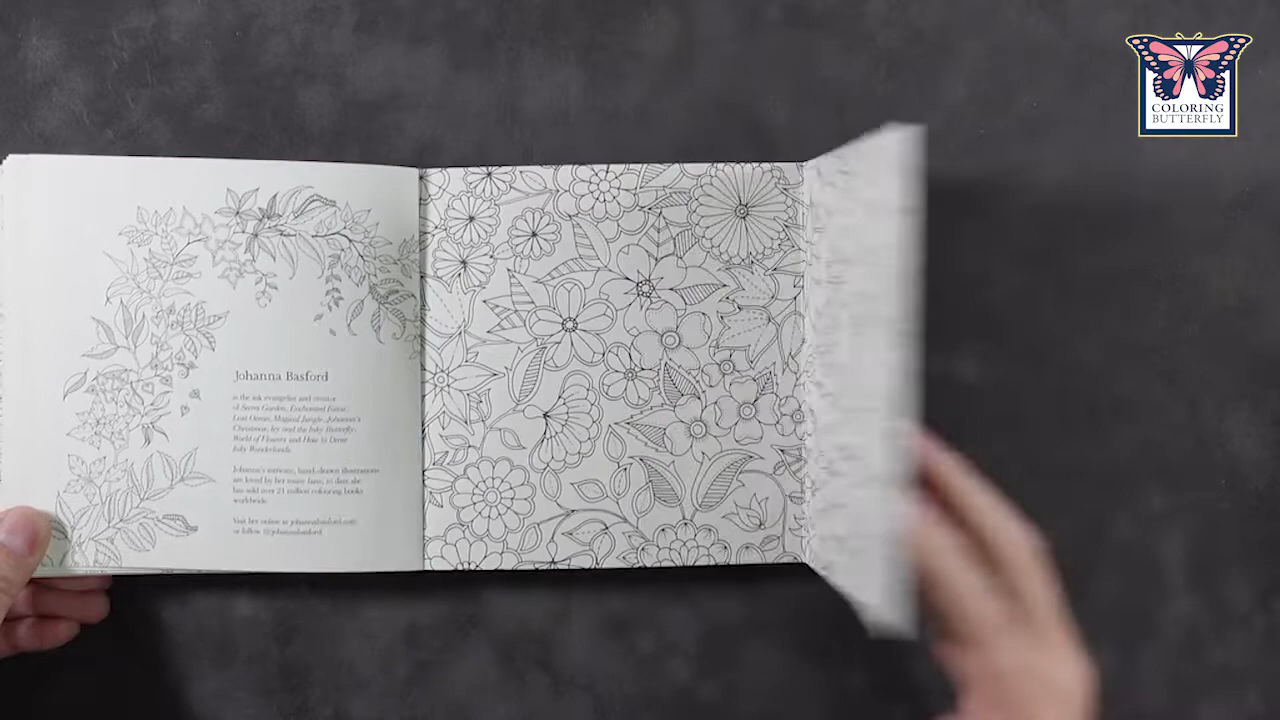 COLORING
BUTTERFLY
Johanna Basford
is the ink evangelist and creator
of Secret Garden, Enchanted Forest,
Lost Ocean, Magical Jungle, Johanna's
Christmas, Ivy and the Inky Butterfly,
World of Flowers and How to Draw
Inky Wonderlands.
Johanna's intricate, hand-drawn illustrations
are loved by her many fans; to date she
has sold over 21 million colouring books
worldwide.
Visit her online at johannabasford.com
or follow @johannabasford